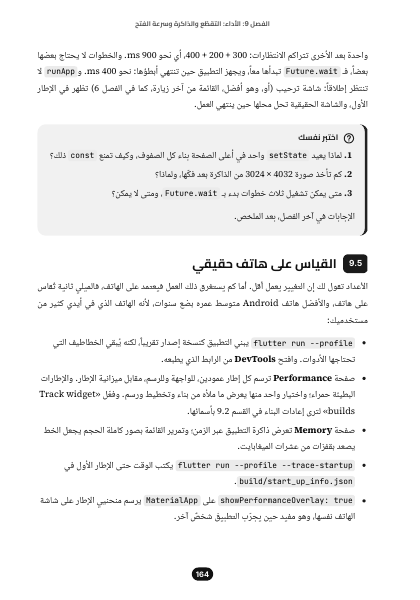 الفصل 9: الأداء: التقطّع والذاكرة وسرعة الفتح
واحدة بعد الأخرى تتراكم الانتظارات: 300 + 200 + 400، أي نحو 900 ms. والخطوات لا يحتاج بعضها
بعضاً، فـ Future.wait تبدأها معاً، ويجهز التطبيق حين تنتهي أبطؤها: نحو 400 ms. و runApp لا
تنتظر إطلاقاً: شاشة ترحيب (أو، وهو أفضل، القائمة من آخر زيارة، كما في الفصل 6) تظهر في الإطار
الأول، والشاشة الحقيقية تحل محلها حين ينتهي العمل.
اختبر نفسك
1. لماذا يعيد setState واحد في أعلى الصفحة بناء كل الصفوف، وكيف تمنع const ذلك؟
2. كم تأخذ صورة 4032 × 3024 من الذاكرة بعد فكّها، ولماذا؟
3. متى يمكن تشغيل ثلاث خطوات بدء بـ Future.wait، ومتى لا يمكن؟
الإجابات في آخر الفصل، بعد الملخص.
9.5 القياس على هاتف حقيقي
الأعداد تقول لك إن التغيير يعمل أقل. أما كم يستغرق ذلك العمل فيعتمد على الهاتف، فالميلي ثانية تُقاس
على هاتف، والأفضل هاتف Android متوسط عمره بضع سنوات، لأنه الهاتف الذي في أيدي كثير من
مستخدميك:
• flutter run --profile يبني التطبيق كنسخة إصدار تقريباً، لكنه يُبقي الخطاطيف التي
تحتاجها الأدوات. وافتح DevTools من الرابط الذي يطبعه.
• صفحة Performance ترسم كل إطار عمودين، للواجهة وللرسم، مقابل ميزانية الإطار. والإطارات
البطيئة حمراء؛ واختيار واحد منها يعرض ما ملأه من بناء وتخطيط ورسم. وفعّل «Track widget
builds» لترى إعادات البناء في القسم 9.2 بأسمائها.
• صفحة Memory تعرض ذاكرة التطبيق عبر الزمن؛ وتمرير القائمة بصور كاملة الحجم يجعل الخط
يصعد بقفزات من عشرات الميغابايت.
• flutter run --profile --trace-startup يكتب الوقت حتى الإطار الأول في
build/start_up_info.json.
• showPerformanceOverlay: true على MaterialApp يرسم منحنيي الإطار على شاشة
الهاتف نفسها، وهو مفيد حين يجرّب التطبيق شخصٌ آخر.
164